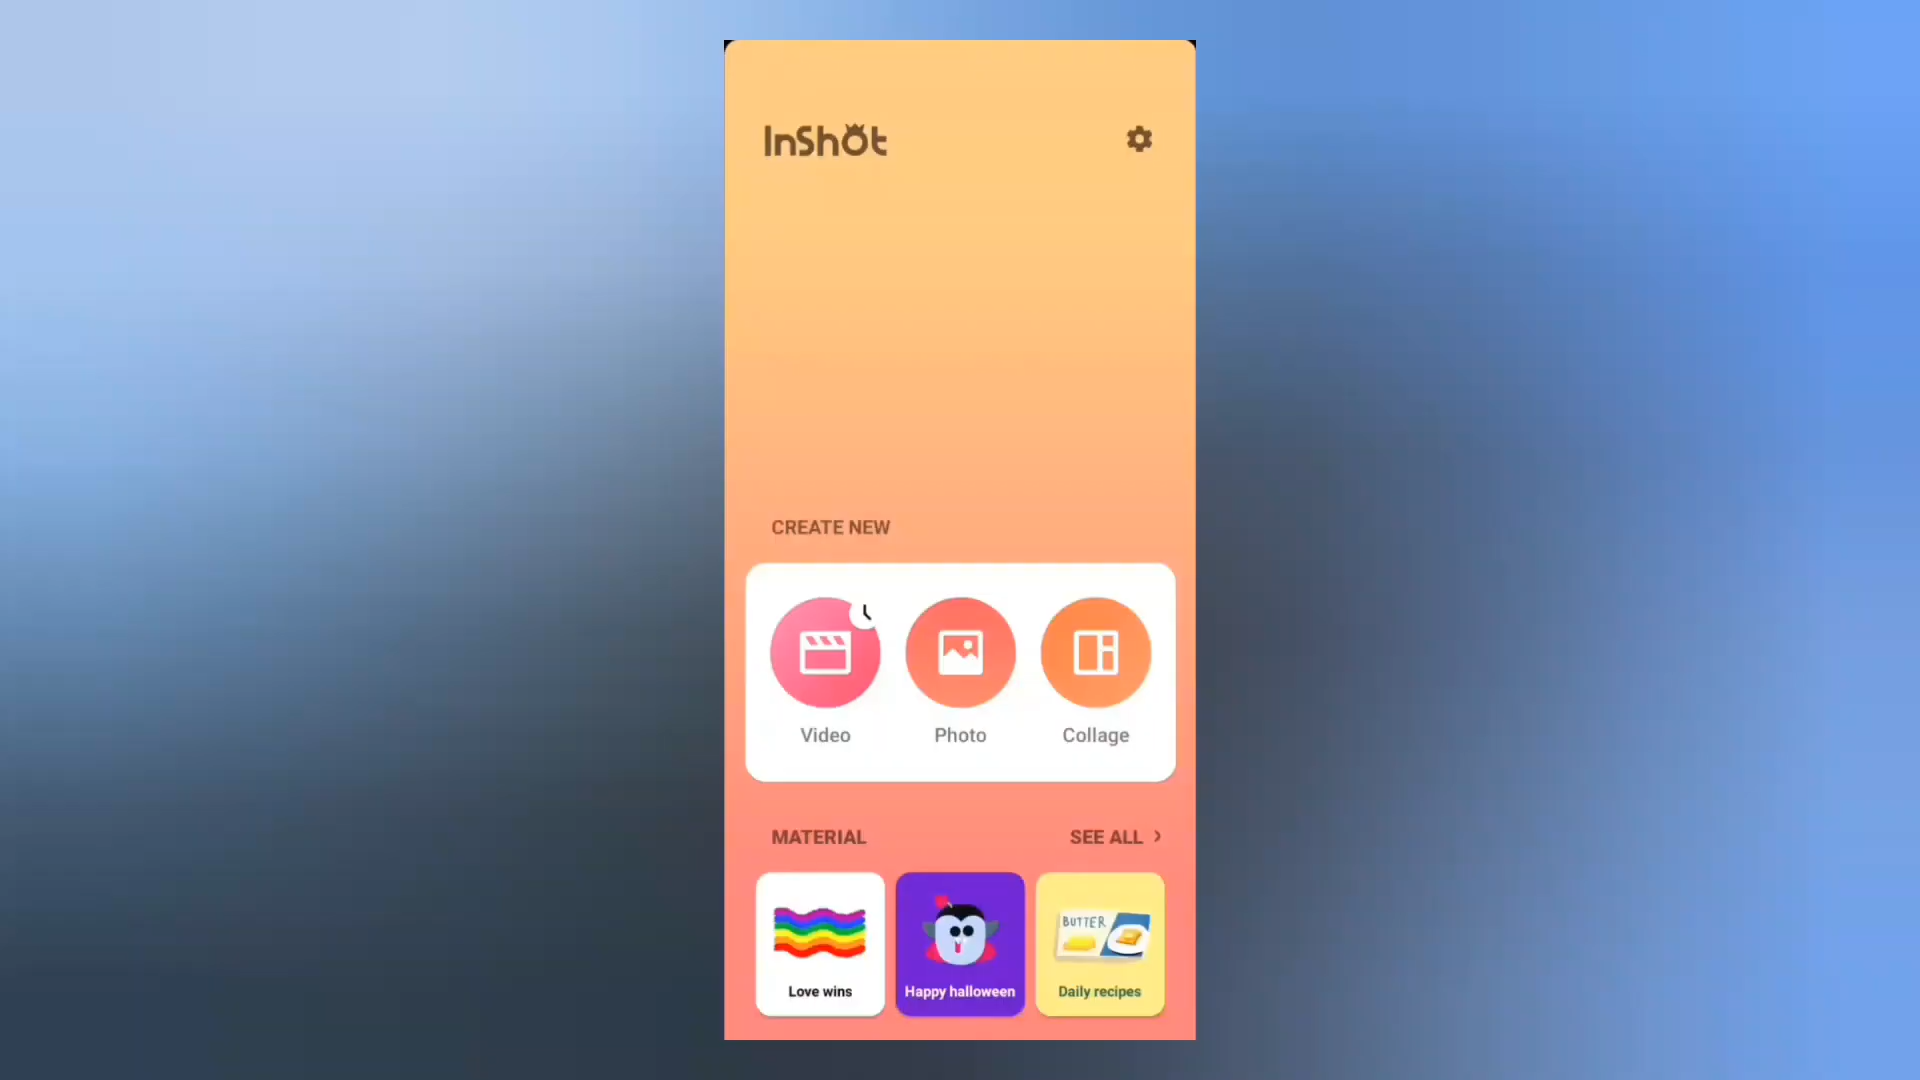 InShot
CREATE NEW
Video
Photo
Collage
MATERIAL
SEE ALL >
BUTTER
Love wins
Happy halloween
Daily recipes